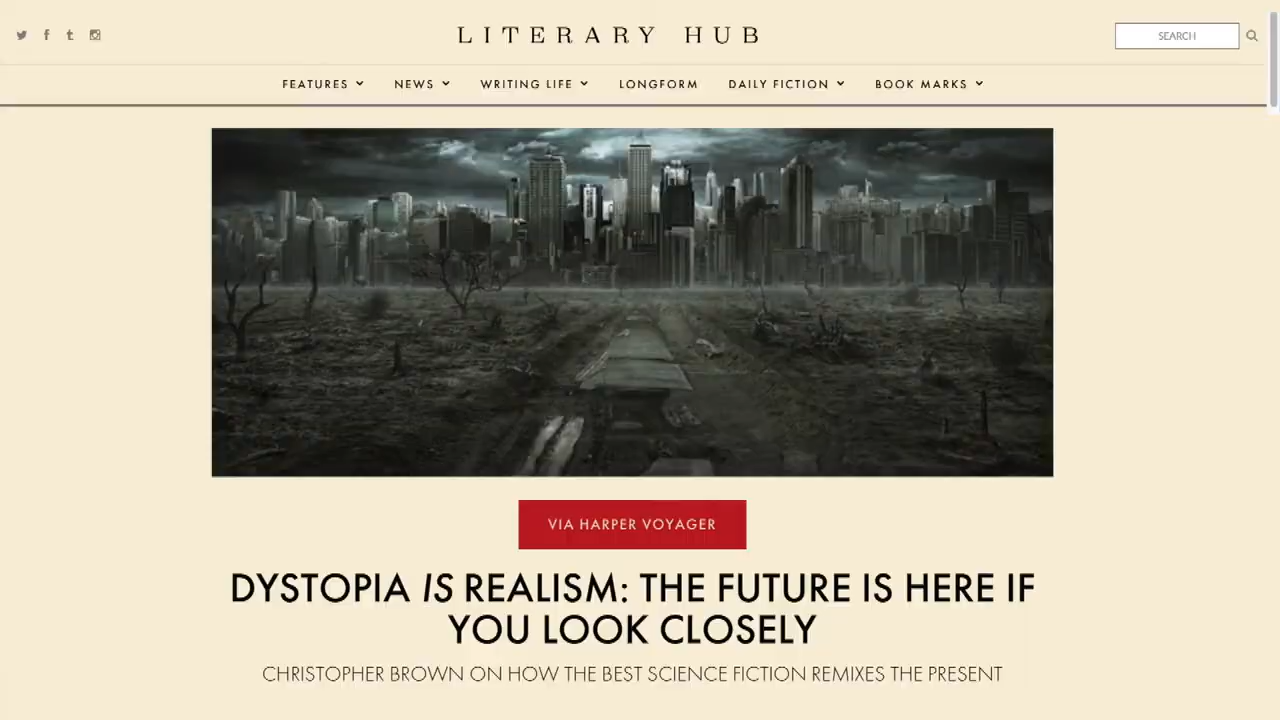 LITERARY HUB
SEARCH
FEATURES
NEWS
WRITING LIFE
LONGFORM
DAILY FICTION
BOOK MARKS
VIA HARPER VOYAGER
DYSTOPIA IS REALISM: THE FUTURE IS HERE IF
YOU LOOK CLOSELY
CHRISTOPHER BROWN ON HOW THE BEST SCIENCE FICTION REMIXES THE PRESENT